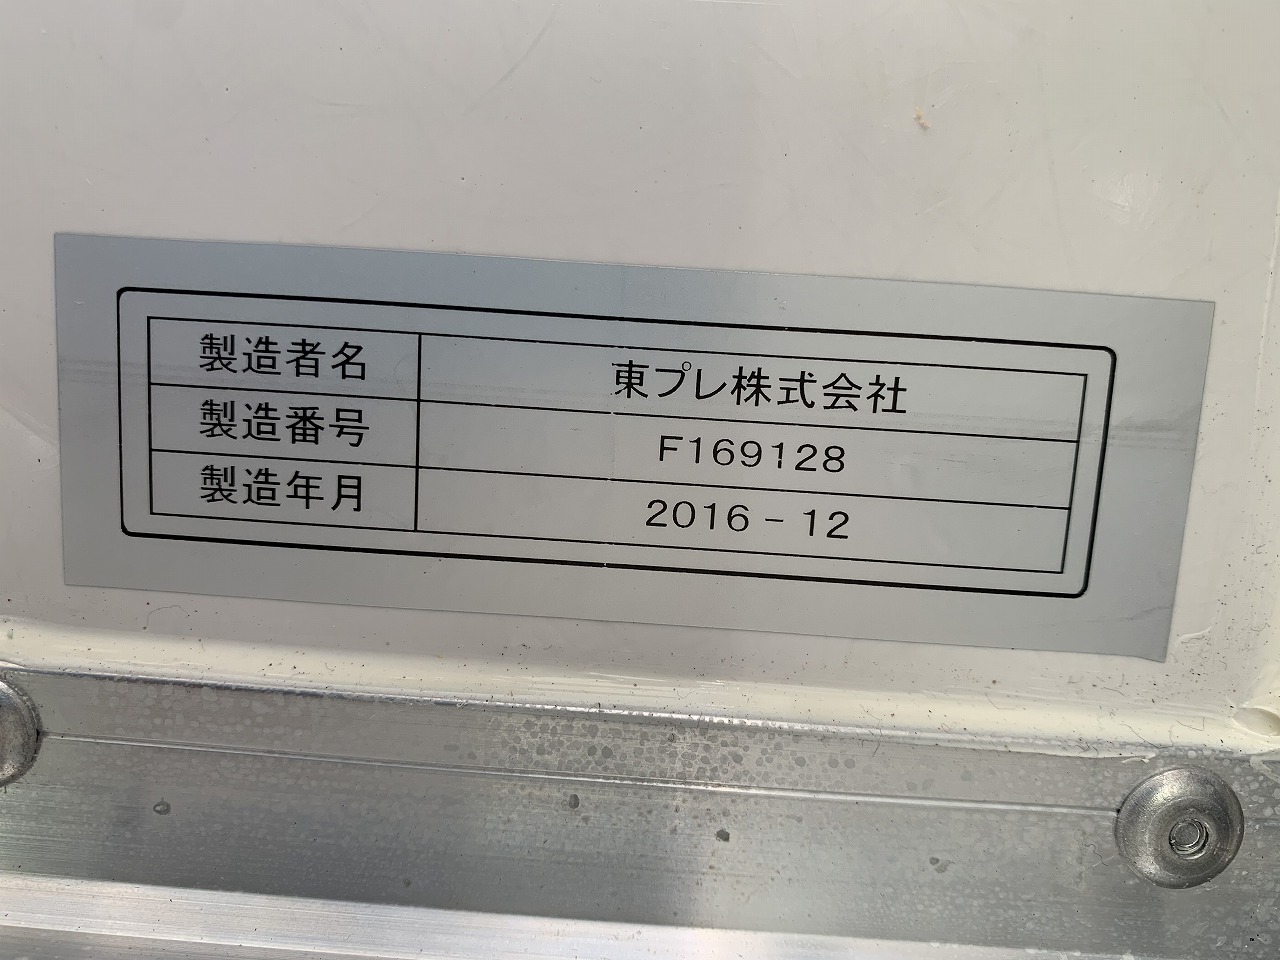 製造者名 東プレ株式会社
製造番号 F169128
製造年月 2016-12